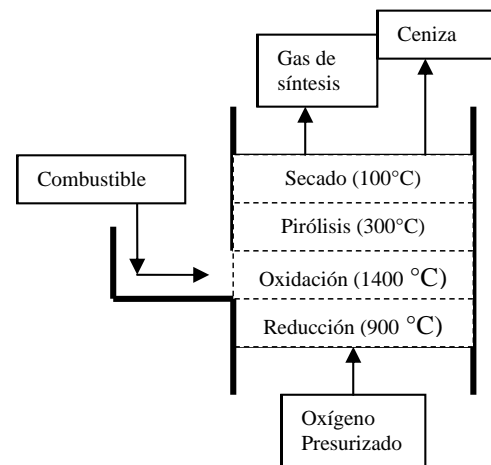 Ceniza
Gas de
síntesis
Combustible
Secado (100°C)
Pirólisis (300°C)
Oxidación (1400 °C)
Reducción (900 °C)
Oxígeno
Presurizado